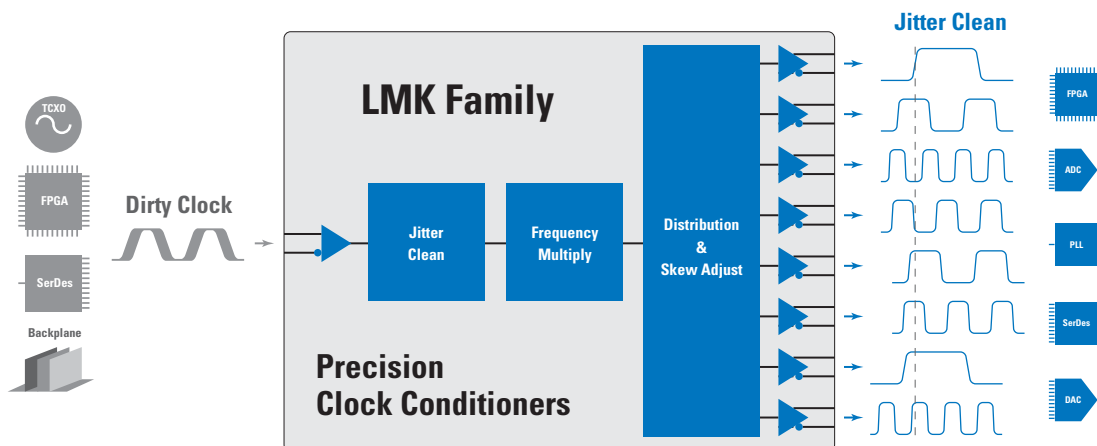 Jitter Clean
LMK Family
TCXO
FPGA
SerDes
Backplane
Dirty Clock
Jitter
Clean
Frequency
Multiply
Distribution
&
Skew Adjust
Precision
Clock Conditioners
FPGA
ADC
PLL
SerDes
DAC